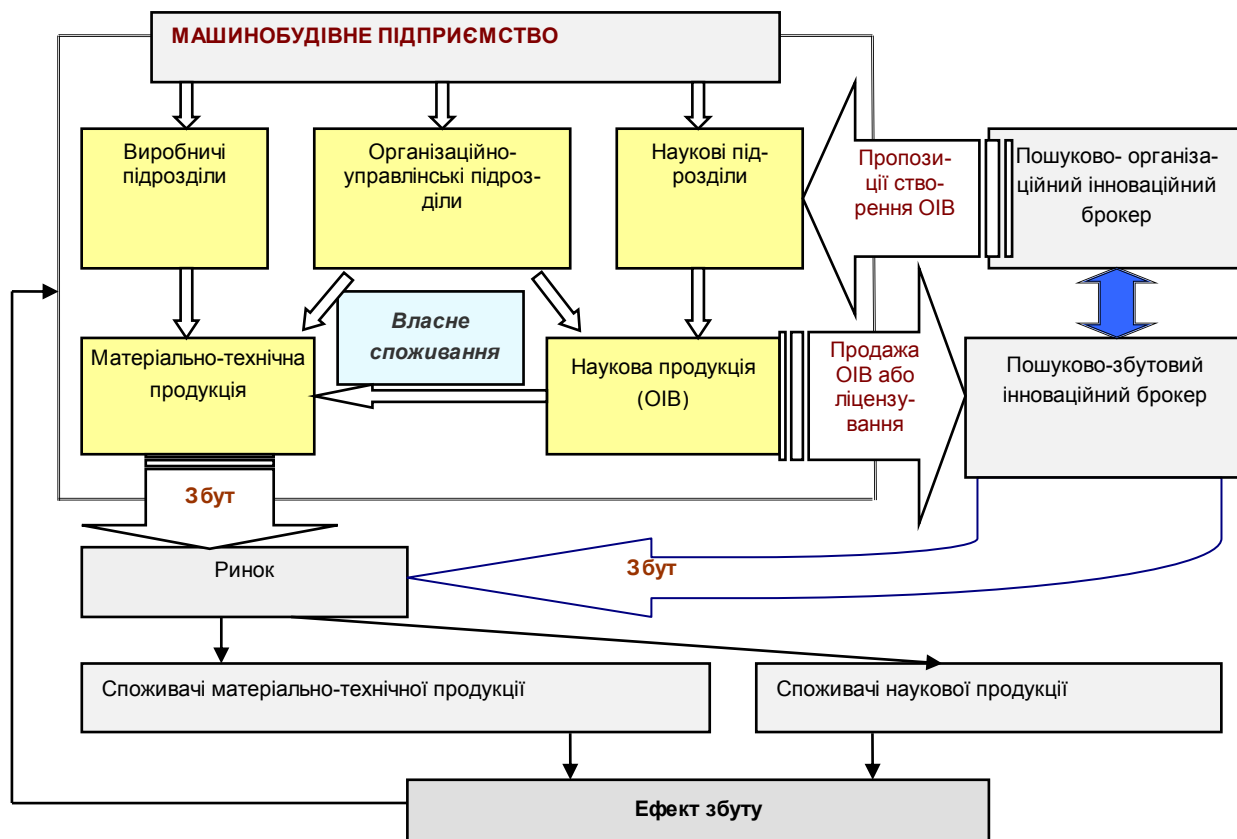 МАШИНОБУДІВНЕ ПІДПРИЄМСТВО
Виробничі
підрозділи
Організаційно-
управлінські підроз-
діли
Наукові під-
розділи
Пропози-
ції ство-
рення ОІВ
Пошуково- організа-
ційний інноваційний
брокер
Власне
споживання
Матеріально-технічна
продукція
Наукова продукція
(ОІВ)
Продажа
ОІВ або
ліцензу-
вання
Пошуково-збутовий
інноваційний брокер
Збут
Ринок
Збут
Споживачі матеріально-технічної продукції
Споживачі наукової продукції
Ефект збуту